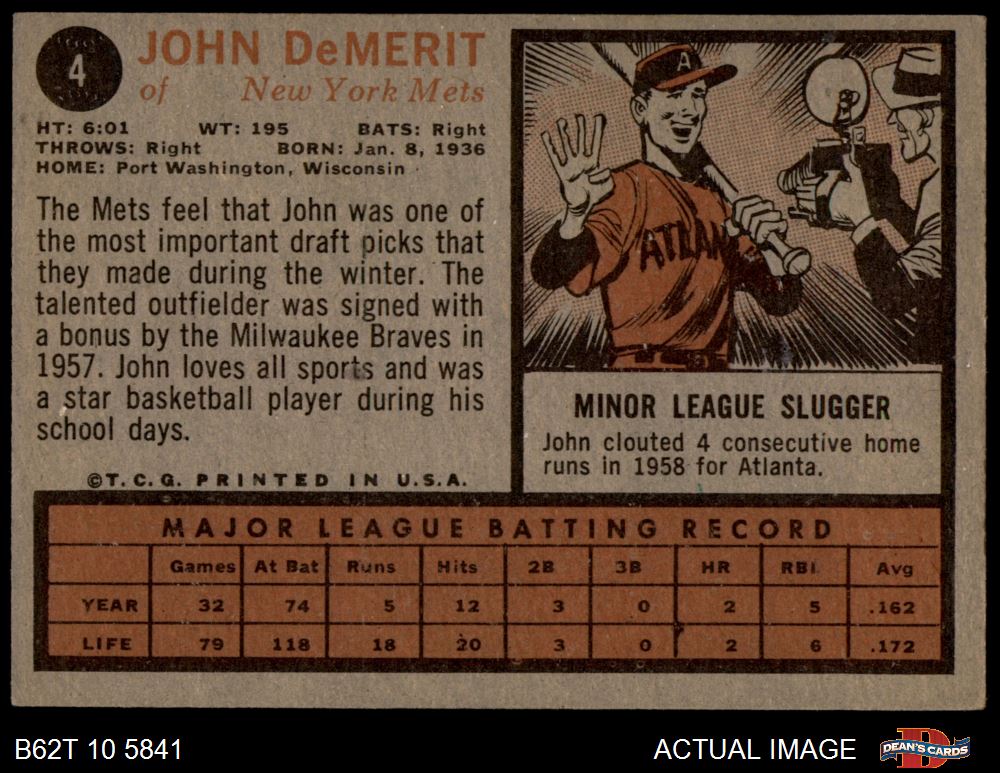 4
JOHN DeMERIT
of New York Mets
HT: 6:01 WT: 195 BATS: Right
THROWS: Right BORN: Jan. 8, 1936
HOME: Port Washington, Wisconsin
The Mets feel that John was one of
the most important draft picks that
they made during the winter. The
talented outfielder was signed with
a bonus by the Milwaukee Braves in
1957. John loves all sports and was
a star basketball player during his
school days.
©T.C.G. PRINTED IN U.S.A.
A
ATLAN
MINOR LEAGUE SLUGGER
John clouted 4 consecutive home
runs in 1958 for Atlanta.
MAJOR LEAGUE BATTING RECORD
Games At Bat Runs Hits 2B 3B HR RBI Avg
YEAR 32 74 5 12 3 0 2 5 .162
LIFE 79 118 18 20 3 0 2 6 .172
B62T 10 5841 ACTUAL IMAGE DEAN'S CARDS